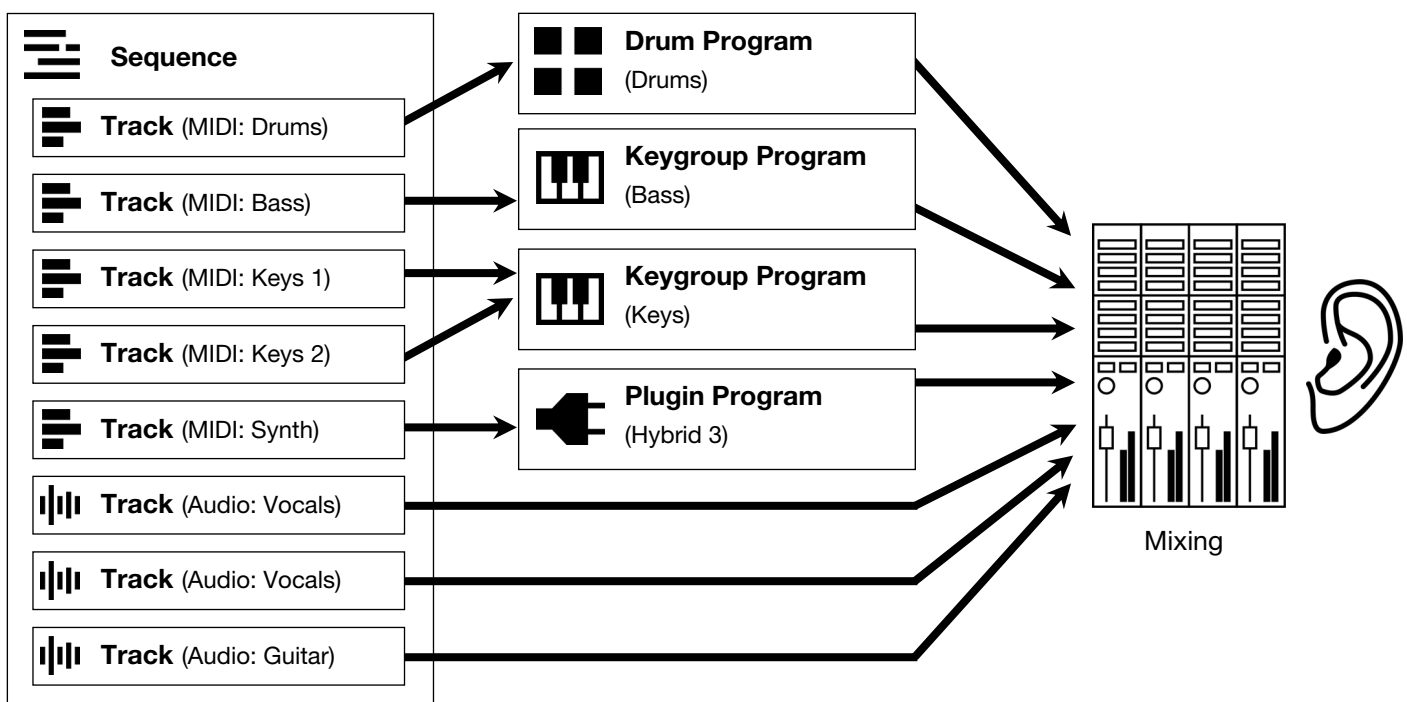 Sequence
Track (MIDI: Drums)
Track (MIDI: Bass)
Track (MIDI: Keys 1)
Track (MIDI: Keys 2)
Track (MIDI: Synth)
Track (Audio: Vocals)
Track (Audio: Vocals)
Track (Audio: Guitar)
Drum Program
(Drums)
Keygroup Program
(Bass)
Keygroup Program
(Keys)
Plugin Program
(Hybrid 3)
Mixing